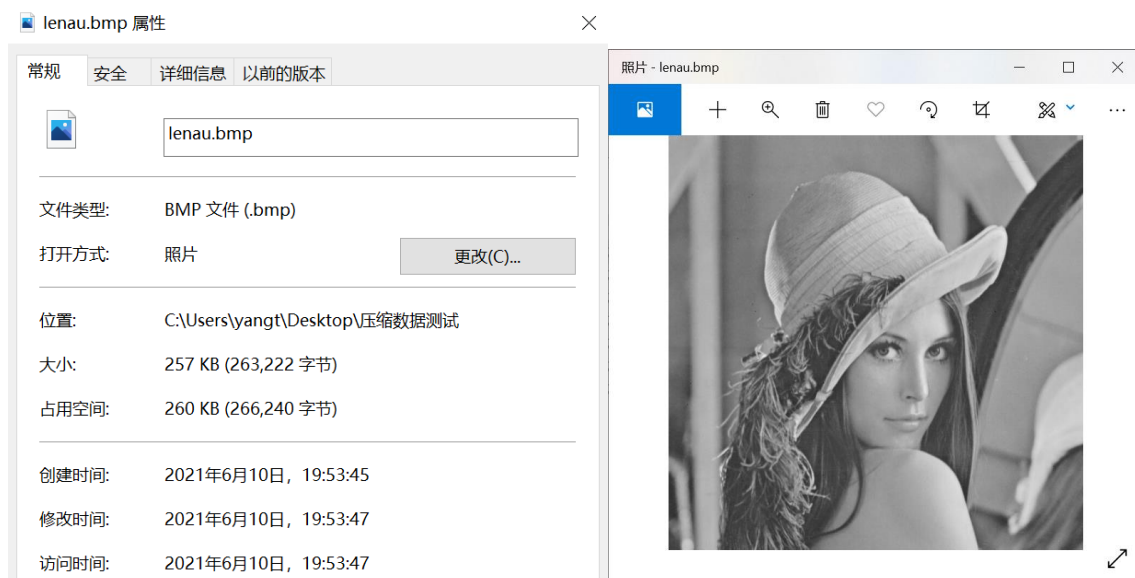 lenau.bmp 属性
常规 安全 详细信息 以前的版本
lenau.bmp
文件类型: BMP 文件 (.bmp)
打开方式: 照片 更改(C)...
位置: C:\Users\yangt\Desktop\压缩数据测试
大小: 257 KB (263,222 字节)
占用空间: 260 KB (266,240 字节)
创建时间: 2021年6月10日，19:53:45
修改时间: 2021年6月10日，19:53:47
访问时间: 2021年6月10日，19:53:47
照片 - lenau.bmp